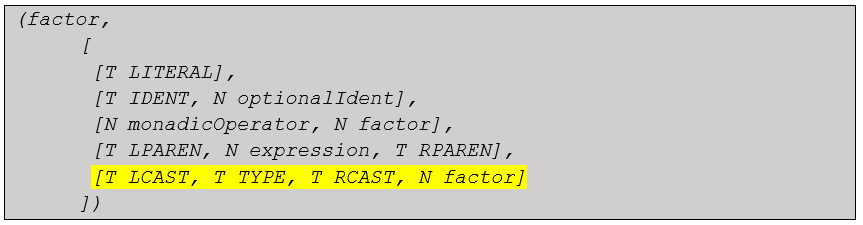 (factor,
[
[T LITERAL],
[T IDENT, N optionalIdent],
[N monadicOperator, N factor],
[T LPAREN, N expression, T RPAREN],
[T LCAST, T TYPE, T RCAST, N factor]
])